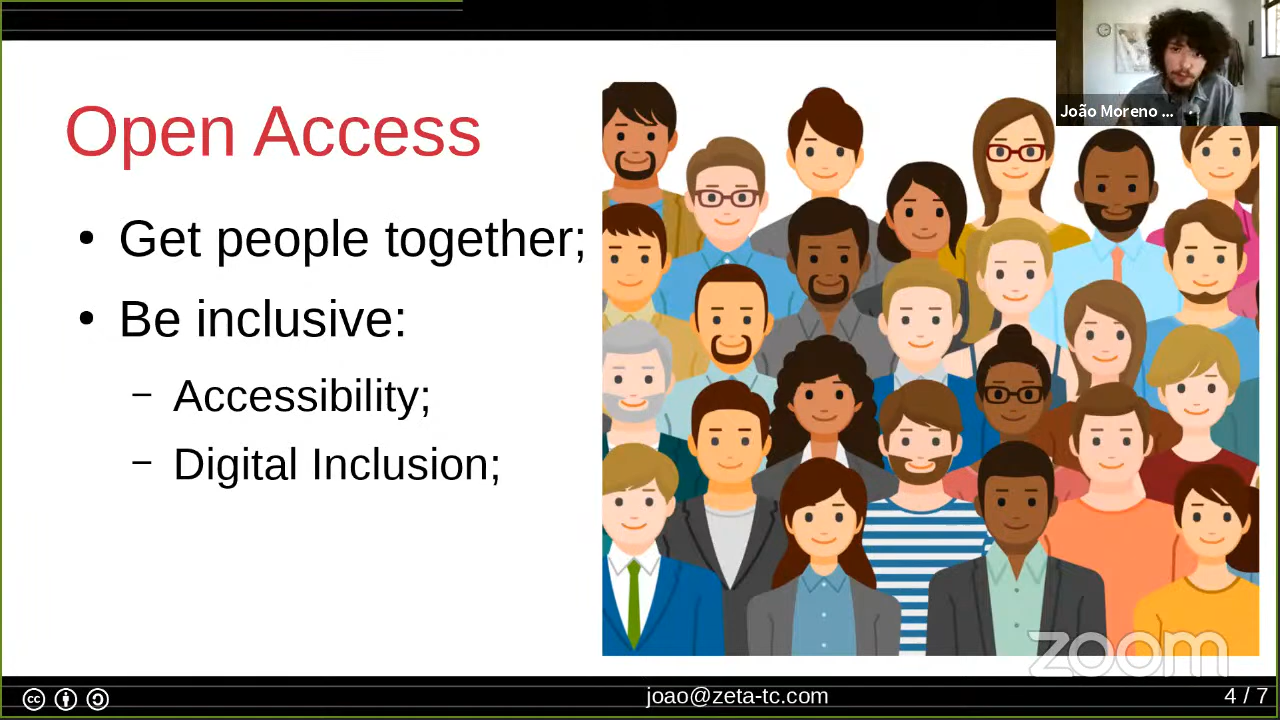 João Moreno ...
Open Access
• Get people together;
• Be inclusive:
– Accessibility;
– Digital Inclusion;
zoom
cc
joao@zeta-tc.com
4 / 7